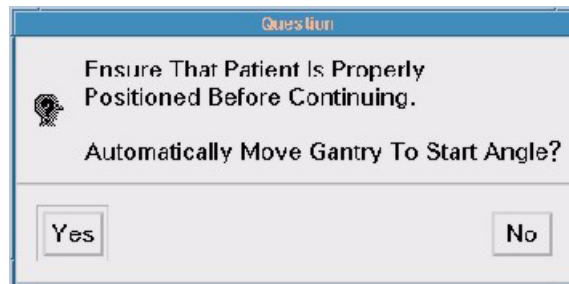 Question
Ensure That Patient Is Properly
Positioned Before Continuing.
Automatically Move Gantry To Start Angle?
Yes
No